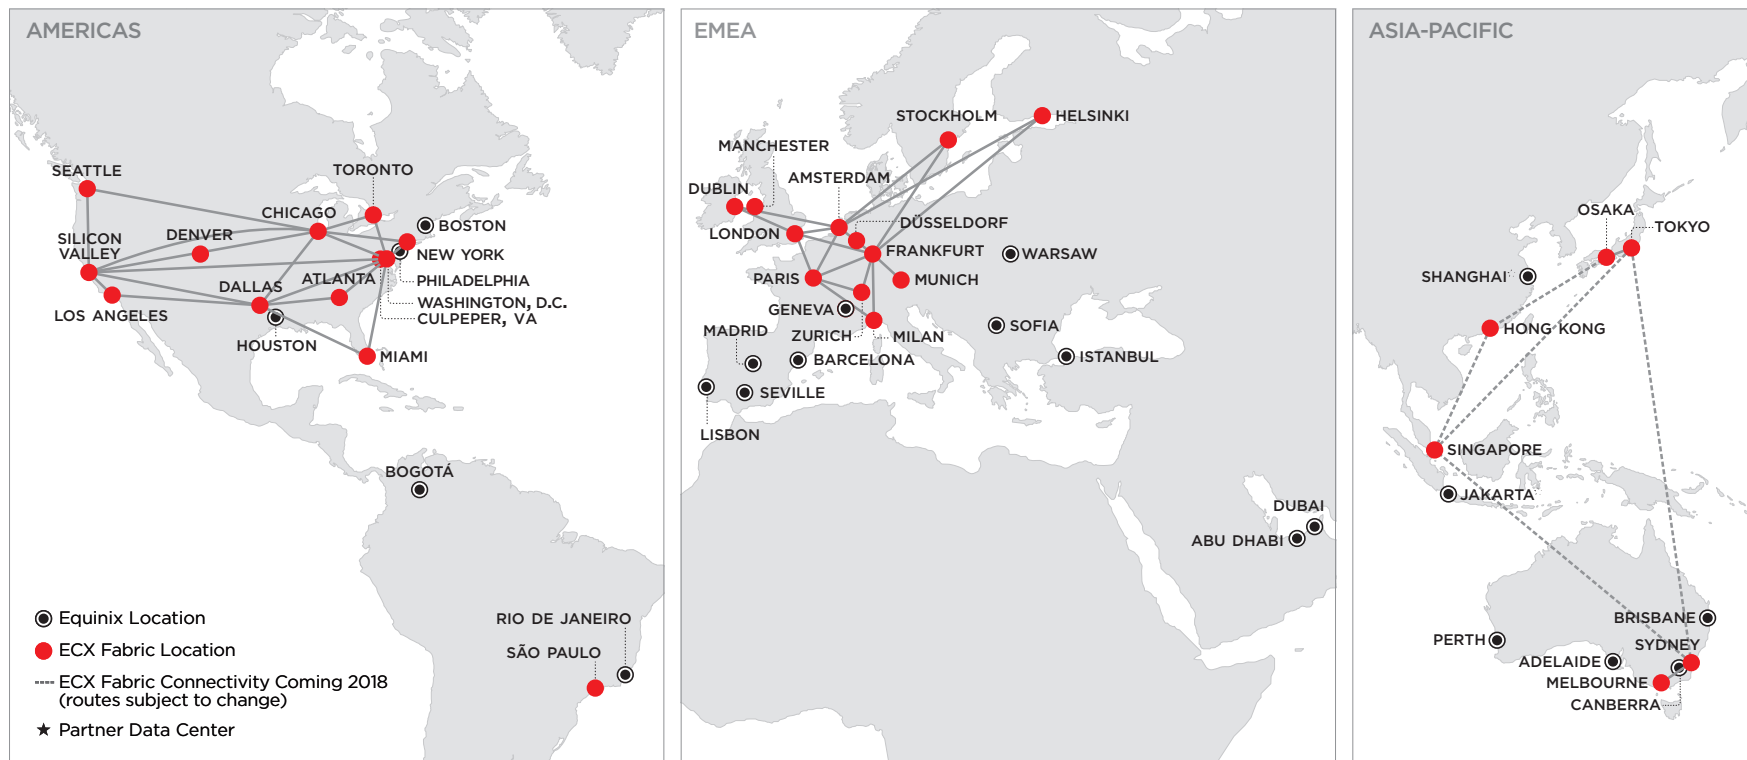 AMERICAS
SEATTLE
TORONTO
CHICAGO
BOSTON
SILICON
VALLEY
DENVER
NEW YORK
ATLANTA
PHILADELPHIA
DALLAS
WASHINGTON, D.C.
LOS ANGELES
CULPEPER, VA
HOUSTON
MIAMI
BOGOTÁ
RIO DE JANEIRO
SÃO PAULO
Equinix Location
ECX Fabric Location
ECX Fabric Connectivity Coming 2018
(routes subject to change)
Partner Data Center
EMEA
STOCKHOLM
HELSINKI
MANCHESTER
AMSTERDAM
DUBLIN
DÜSSELDORF
LONDON
FRANKFURT
WARSAW
PARIS
MUNICH
GENEVA
SOFIA
MADRID
ZURICH
MILAN
BARCELONA
ISTANBUL
SEVILLE
LISBON
DUBAI
ABU DHABI
ASIA-PACIFIC
OSAKA
TOKYO
SHANGHAI
HONG KONG
SINGAPORE
JAKARTA
BRISBANE
PERTH
SYDNEY
ADELAIDE
MELBOURNE
CANBERRA